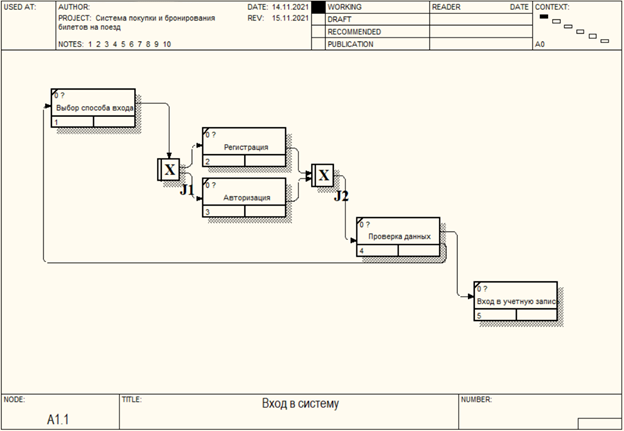 USED AT:
AUTHOR:
DATE: 14.11.2021
PROJECT: Система покупки и бронирования
билетов на поезд
REV: 15.11.2021
NOTES: 1 2 3 4 5 6 7 8 9 10
WORKING
DRAFT
RECOMMENDED
PUBLICATION
READER
DATE
CONTEXT:
A0
0 ?
Выбор способа входа
1
X
J1
0 ?
Регистрация
2
0 ?
Авторизация
3
X
J2
0 ?
Проверка данных
4
0 ?
Вход в учетную запис
5
NODE:
A1.1
TITLE:
Вход в систему
NUMBER: